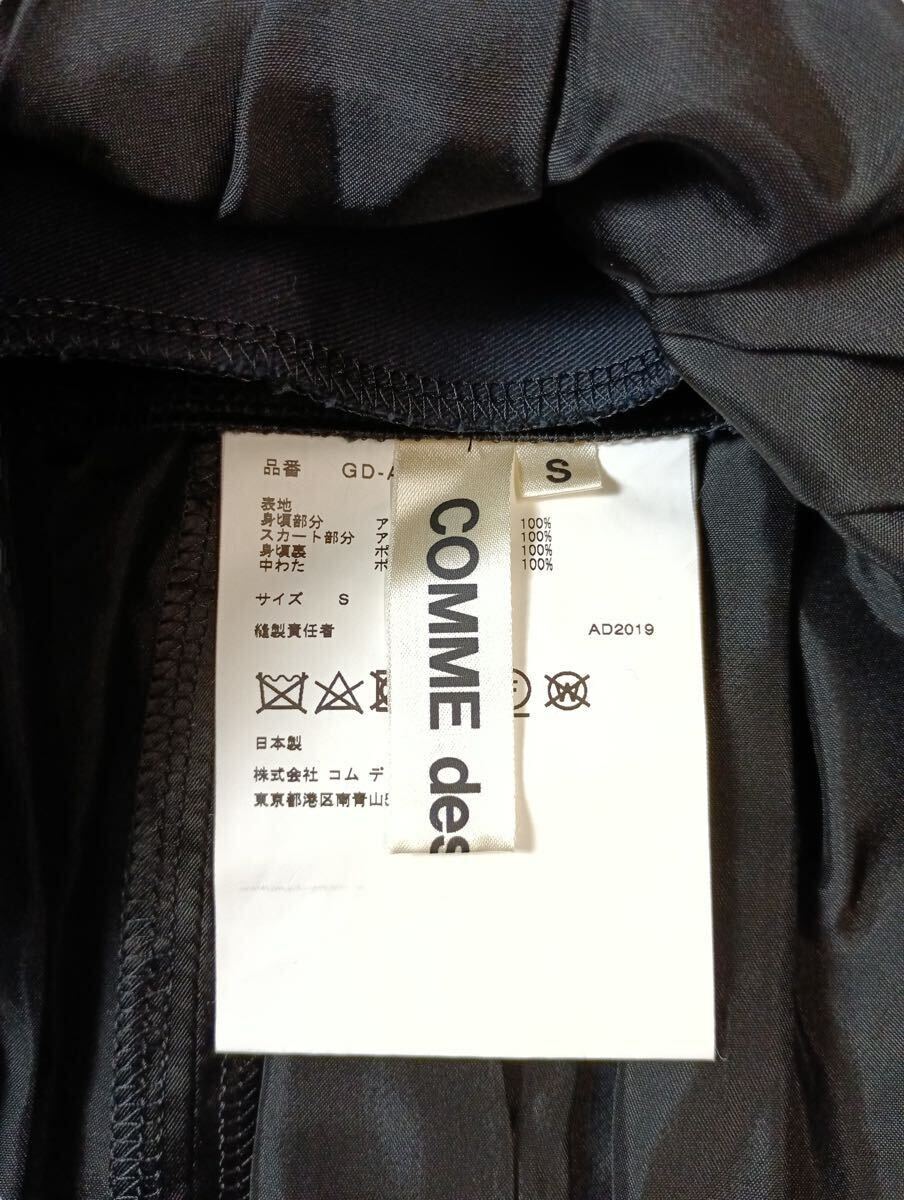 品番 GD-A
S
表地
身頃部分 ア 100%
スカート部分 ア 100%
身頃裏 ポ 100%
中わた ポ 100%
サイズ S
縫製責任者 AD2019
日本製
株式会社 コム デ
東京都港区南青山5
COMME des